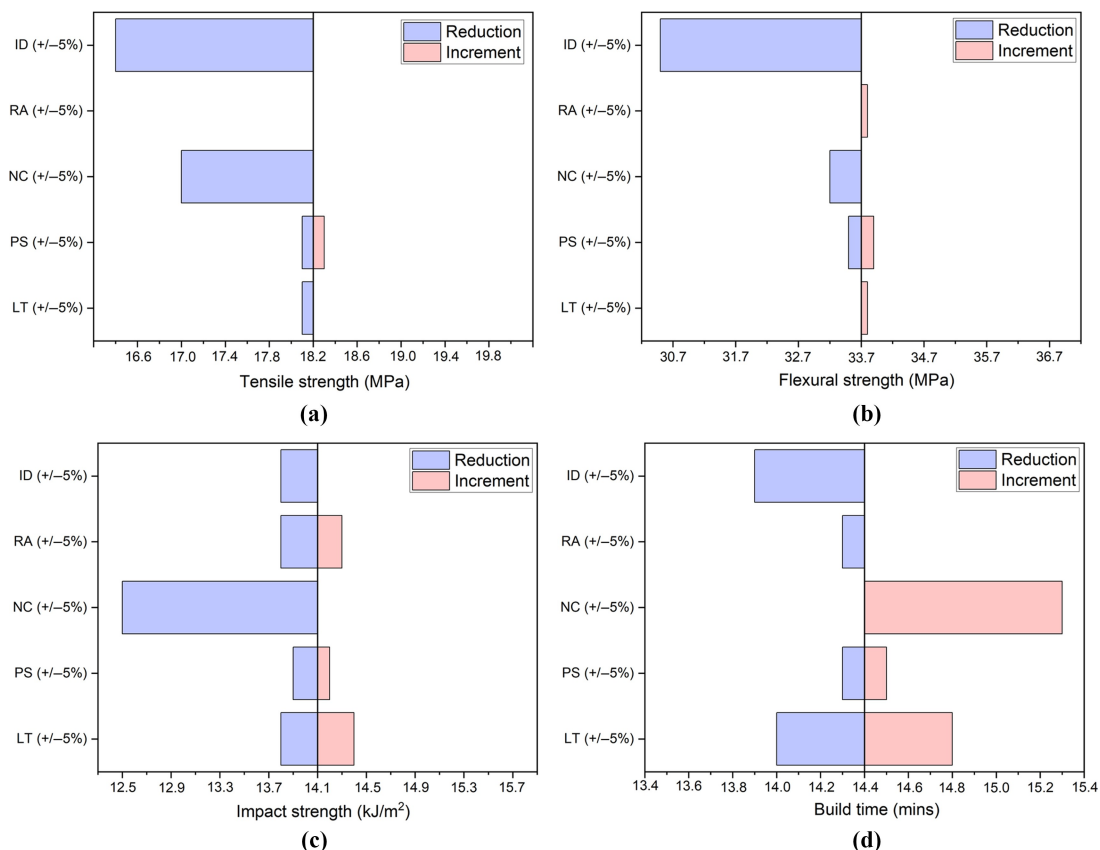 Reduction
Increment
ID (+/–5%)
RA (+/–5%)
NC (+/–5%)
PS (+/–5%)
LT (+/–5%)
16.6 17.0 17.4 17.8 18.2 18.6 19.0 19.4 19.8
Tensile strength (MPa)
(a)
Reduction
Increment
ID (+/–5%)
RA (+/–5%)
NC (+/–5%)
PS (+/–5%)
LT (+/–5%)
30.7 31.7 32.7 33.7 34.7 35.7 36.7
Flexural strength (MPa)
(b)
Reduction
Increment
ID (+/–5%)
RA (+/–5%)
NC (+/–5%)
PS (+/–5%)
LT (+/–5%)
12.5 12.9 13.3 13.7 14.1 14.5 14.9 15.3 15.7
Impact strength (kJ/m²)
(c)
Reduction
Increment
ID (+/–5%)
RA (+/–5%)
NC (+/–5%)
PS (+/–5%)
LT (+/–5%)
13.4 13.6 13.8 14.0 14.2 14.4 14.6 14.8 15.0 15.2 15.4
Build time (mins)
(d)